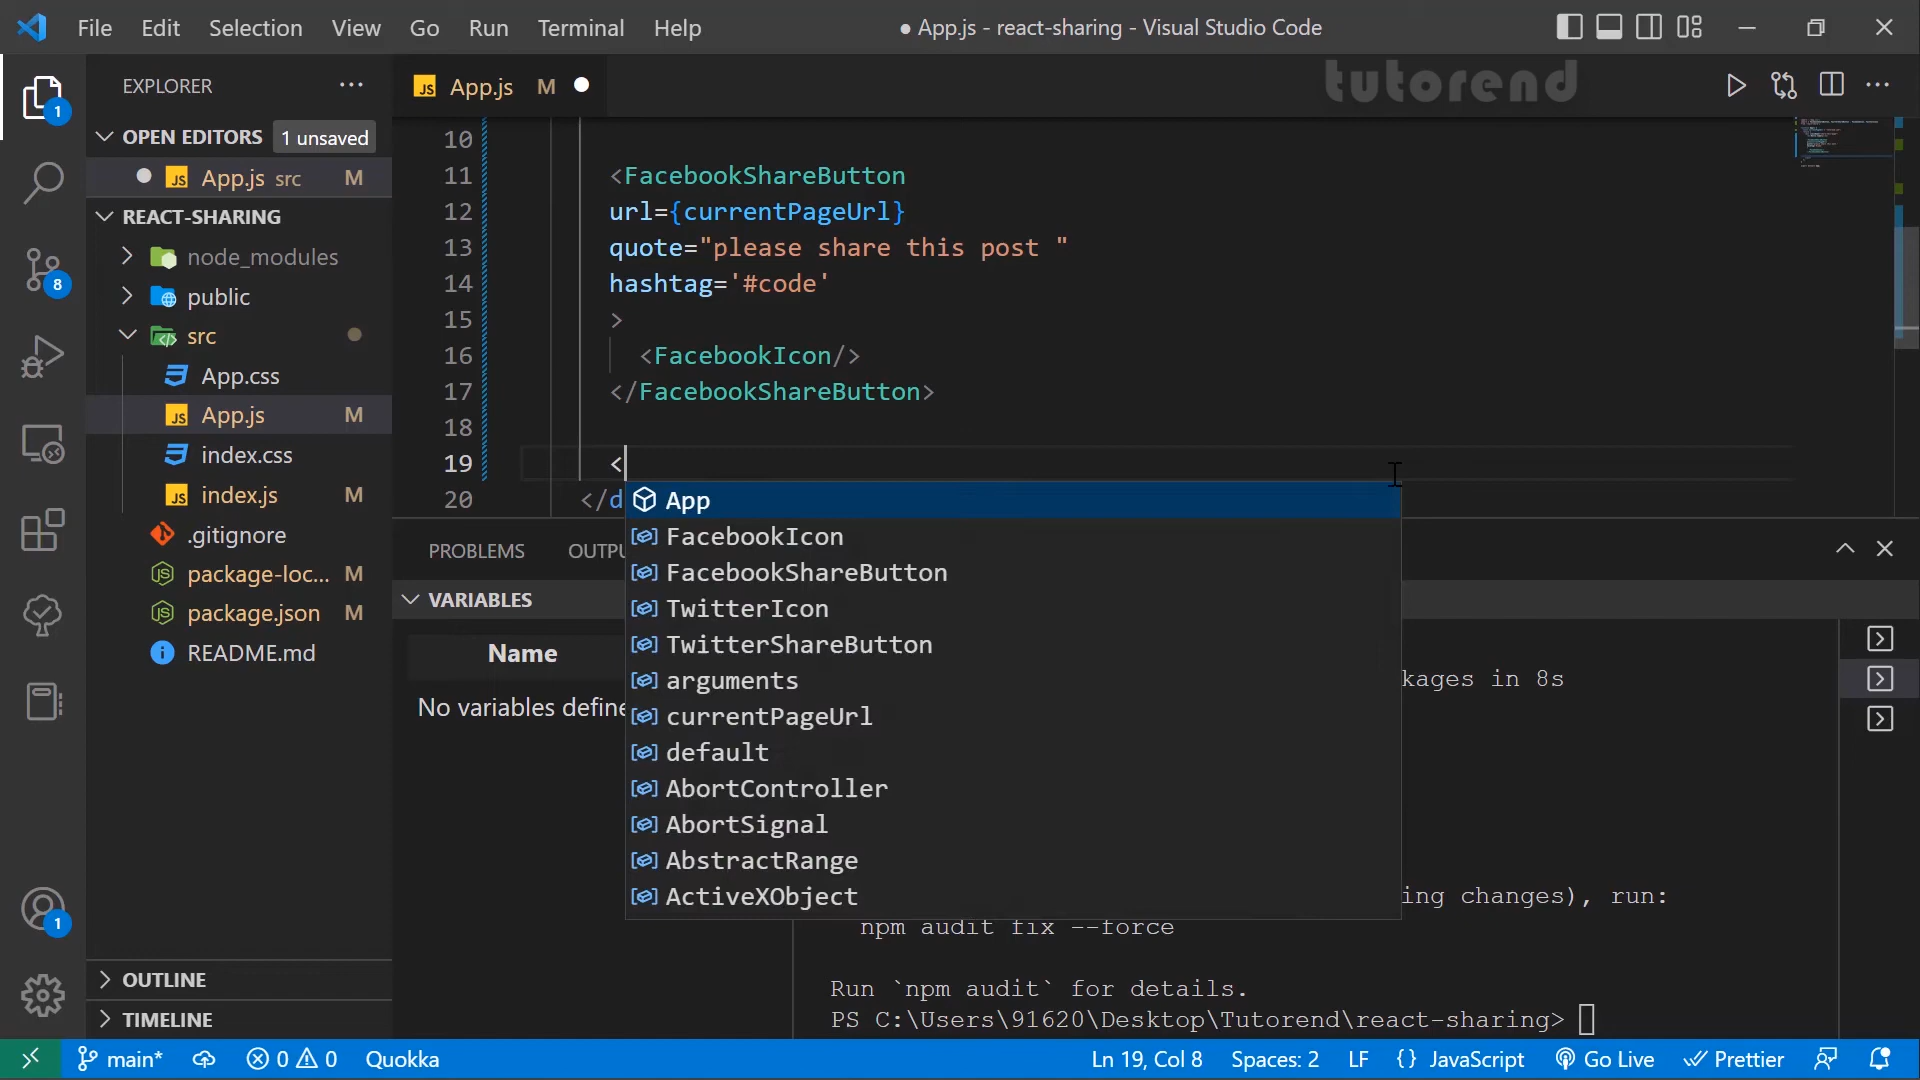 File Edit Selection View Go Run Terminal Help
● App.js - react-sharing - Visual Studio Code
tutorend
EXPLORER
OPEN EDITORS 1 unsaved
App.js src M
REACT-SHARING
node_modules
public
src
App.css
App.js M
index.css
index.js M
.gitignore
package-loc... M
package.json M
README.md
OUTLINE
TIMELINE
1
8
1
App.js M
10
11 <FacebookShareButton
12 url={currentPageUrl}
13 quote="please share this post "
14 hashtag='#code'
15 >
16 <FacebookIcon/>
17 </FacebookShareButton>
18
19 <
20 </d
App
FacebookIcon
FacebookShareButton
TwitterIcon
TwitterShareButton
arguments
currentPageUrl
default
AbortController
AbortSignal
AbstractRange
ActiveXObject
PROBLEMS OUTPU
VARIABLES
Name
No variables define
kages in 8s
ing changes), run:
npm audit fix --force
Run `npm audit` for details.
PS C:\Users\91620\Desktop\Tutorend\react-sharing>
main* 0 0 Quokka Ln 19, Col 8 Spaces: 2 LF {} JavaScript Go Live Prettier